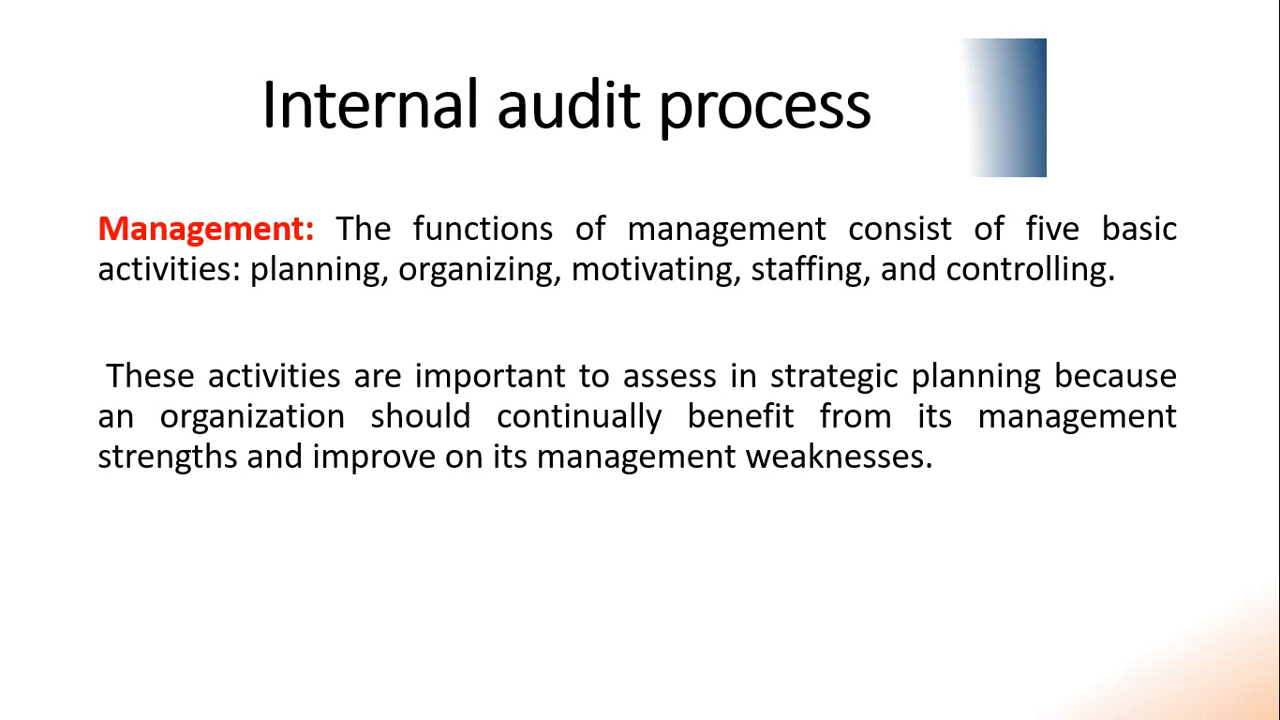 Internal audit process
Management: The functions of management consist of five basic
activities: planning, organizing, motivating, staffing, and controlling.
These activities are important to assess in strategic planning because
an organization should continually benefit from its management
strengths and improve on its management weaknesses.